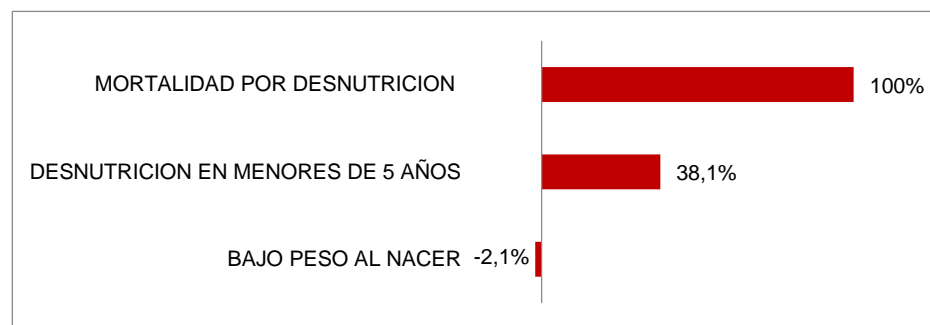 MORTALIDAD POR DESNUTRICION 100%
DESNUTRICION EN MENORES DE 5 AÑOS 38,1%
BAJO PESO AL NACER -2,1%